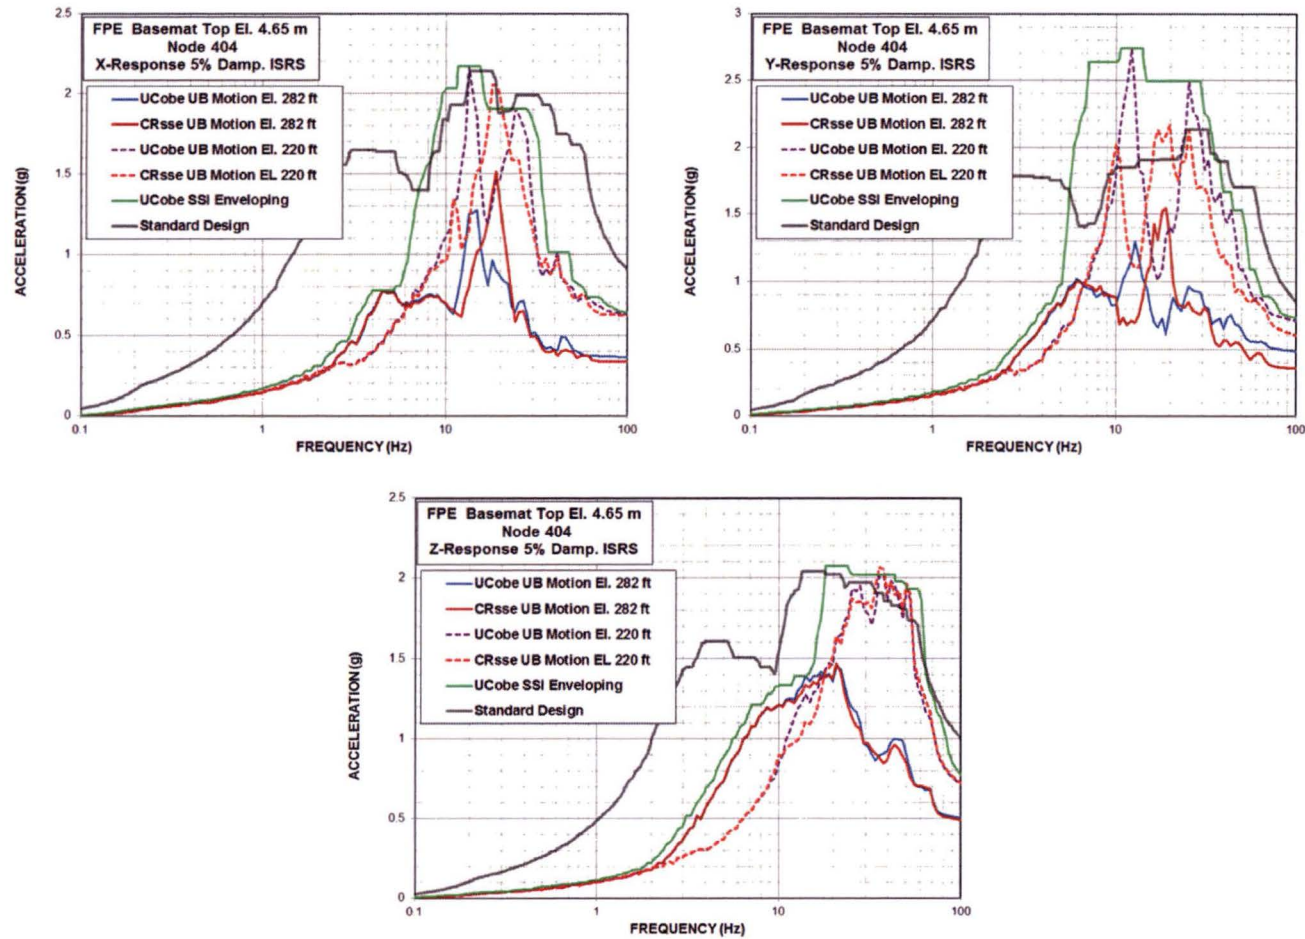 FPE Basemat Top El. 4.65 m
Node 404
X-Response 5% Damp. ISRS
UCobe UB Motion El. 282 ft
CRsse UB Motion El. 282 ft
UCobe UB Motion El. 220 ft
CRsse UB Motion EL 220 ft
UCobe SSI Enveloping
Standard Design
ACCELERATION(g)
2.5
2
1.5
1
0.5
0
0.1
1
10
100
FREQUENCY (Hz)
FPE Basemat Top El. 4.65 m
Node 404
Y-Response 5% Damp. ISRS
UCobe UB Motion El. 282 ft
CRsse UB Motion El. 282 ft
UCobe UB Motion El. 220 ft
CRsse UB Motion EL 220 ft
UCobe SSI Enveloping
Standard Design
ACCELERATION(g)
3
2.5
2
1.5
1
0.5
0
0.1
1
10
100
FREQUENCY (Hz)
FPE Basemat Top El. 4.65 m
Node 404
Z-Response 5% Damp. ISRS
UCobe UB Motion El. 282 ft
CRsse UB Motion El. 282 ft
UCobe UB Motion El. 220 ft
CRsse UB Motion EL 220 ft
UCobe SSI Enveloping
Standard Design
ACCELERATION(g)
2.5
2
1.5
1
0.5
0
0.1
1
10
100
FREQUENCY (Hz)